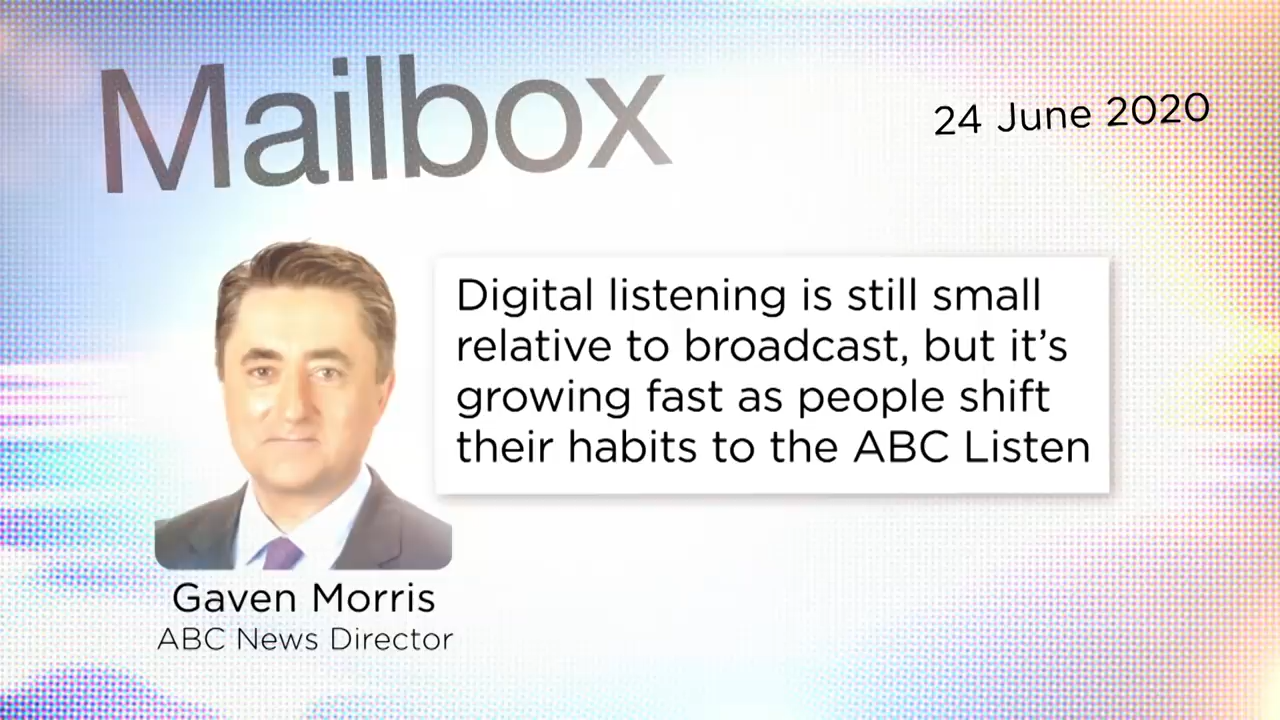 Mailbox
24 June 2020
Digital listening is still small
relative to broadcast, but it's
growing fast as people shift
their habits to the ABC Listen
Gaven Morris
ABC News Director